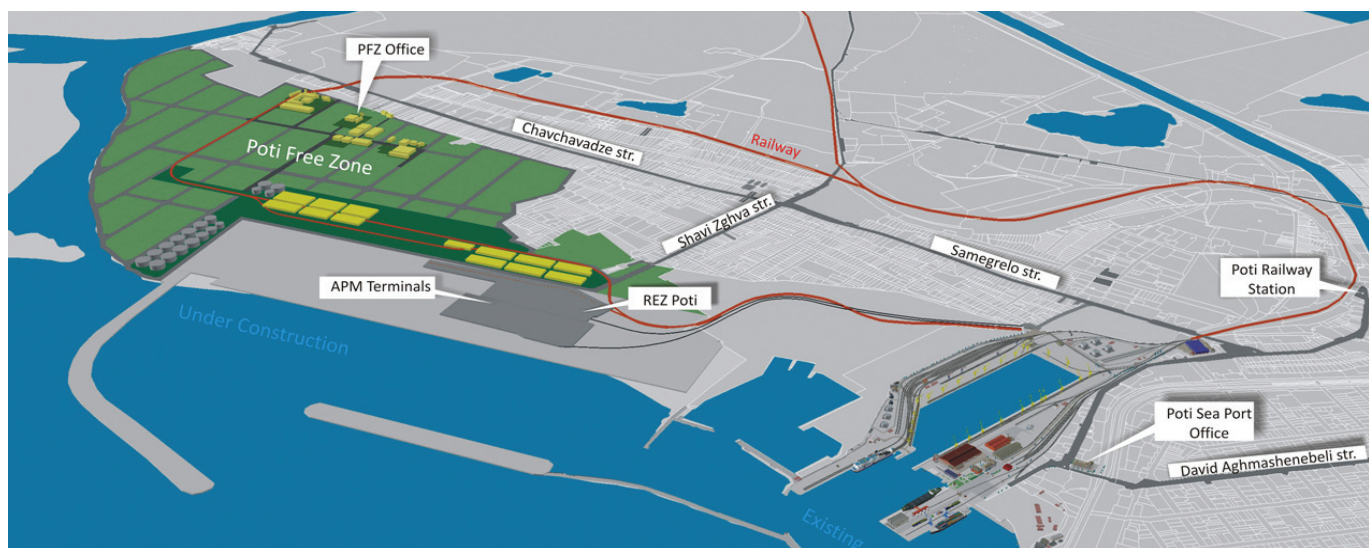 PFZ Office
Poti Free Zone
Chavchavadze str.
Railway
Shavi Zghva str.
Samegrelo str.
Poti Railway
Station
APM Terminals
REZ Poti
Under Construction
Poti Sea Port
Office
David Aghmashenebeli str.
Existing